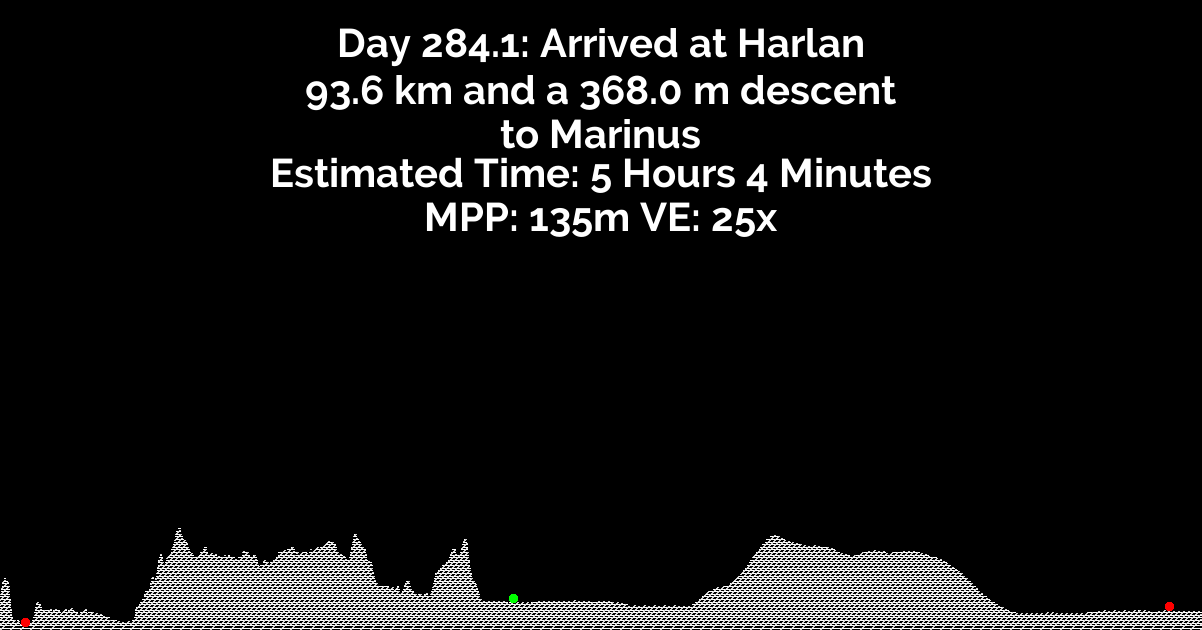 Day 284.1: Arrived at Harlan
93.6 km and a 368.0 m descent
to Marinus
Estimated Time: 5 Hours 4 Minutes
MPP: 135m VE: 25x